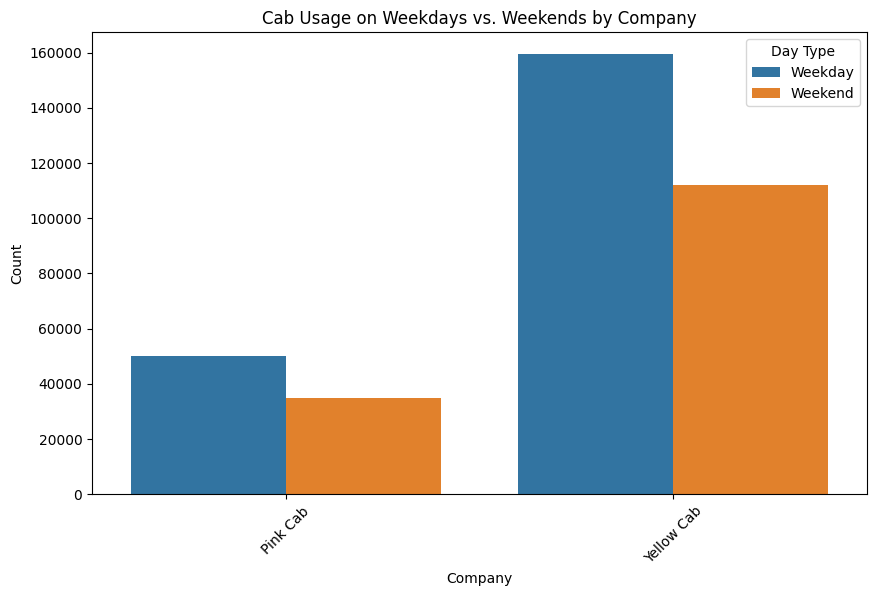 Cab Usage on Weekdays vs. Weekends by Company
Day Type
Weekday
Weekend
160000
140000
120000
100000
80000
60000
40000
20000
0
Count
Pink Cab
Yellow Cab
Company